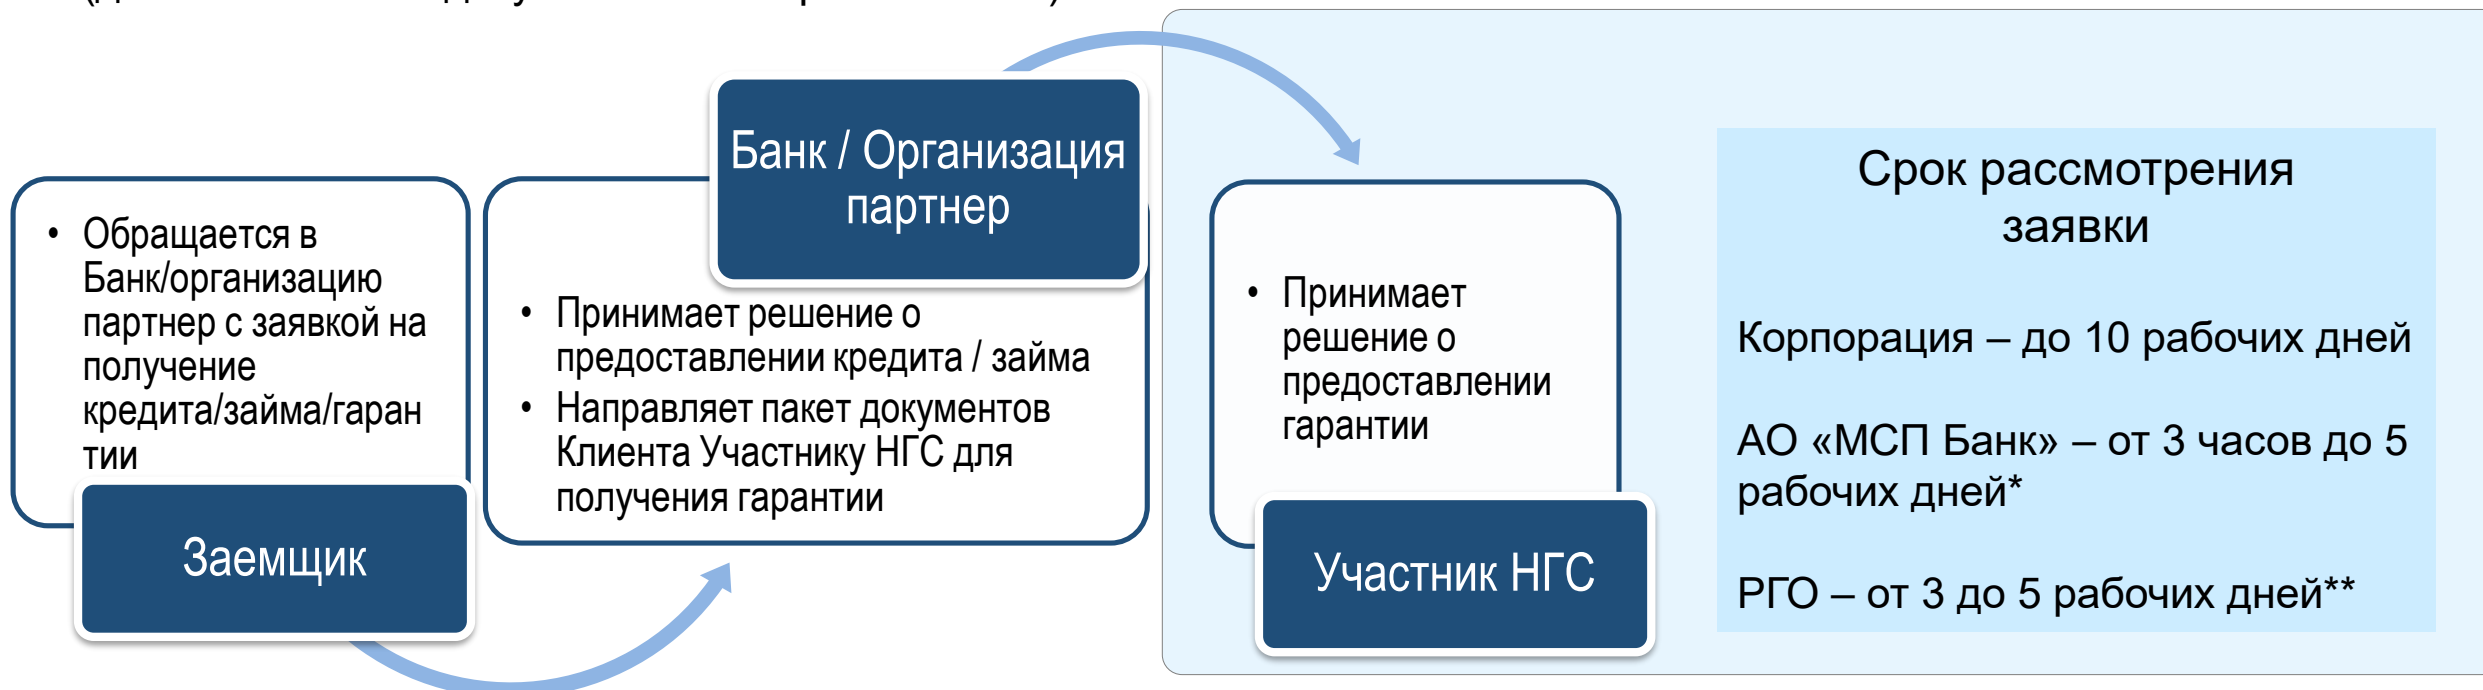 Обращается в
Банк/организацию
партнер с заявкой на
получение
кредита/займа/гаран
тии
Заемщик
Банк / Организация
партнер
• Принимает решение о
предоставлении кредита / займа
• Направляет пакет документов
Клиента Участнику НГС для
получения гарантии
• Принимает
решение о
предоставлении
гарантии
Участник НГС
Срок рассмотрения
заявки
Корпорация – до 10 рабочих дней
АО «МСП Банк» – от 3 часов до 5
рабочих дней*
РГО – от 3 до 5 рабочих дней**